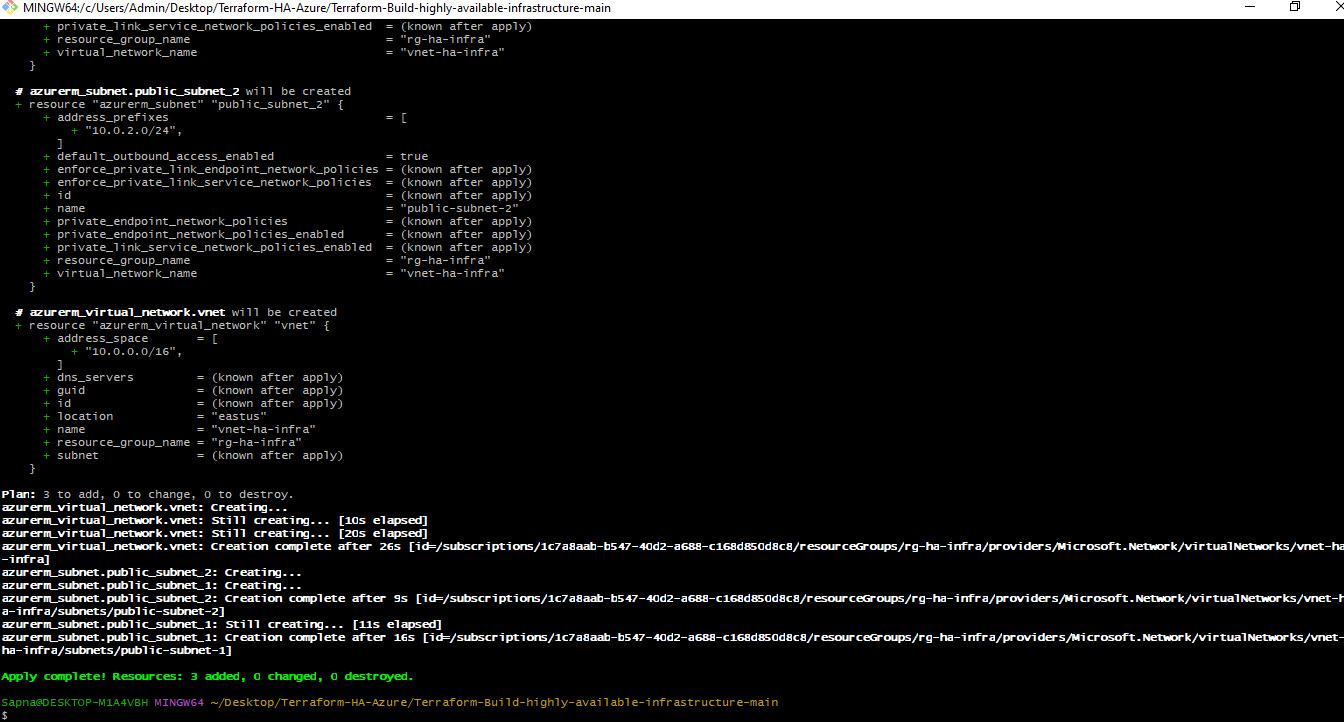 MINGW64:/c/Users/Admin/Desktop/Terraform-HA-Azure/Terraform-Build-highly-available-infrastructure-main
+ private_link_service_network_policies_enabled = (known after apply)
+ resource_group_name = "rg-ha-infra"
+ virtual_network_name = "vnet-ha-infra"
}
# azurerm_subnet.public_subnet_2 will be created
+ resource "azurerm_subnet" "public_subnet_2" {
+ address_prefixes = [
+ "10.0.2.0/24",
]
+ default_outbound_access_enabled = true
+ enforce_private_link_endpoint_network_policies = (known after apply)
+ enforce_private_link_service_network_policies = (known after apply)
+ id = (known after apply)
+ name = "public-subnet-2"
+ private_endpoint_network_policies = (known after apply)
+ private_endpoint_network_policies_enabled = (known after apply)
+ private_link_service_network_policies_enabled = (known after apply)
+ resource_group_name = "rg-ha-infra"
+ virtual_network_name = "vnet-ha-infra"
}
# azurerm_virtual_network.vnet will be created
+ resource "azurerm_virtual_network" "vnet" {
+ address_space = [
+ "10.0.0.0/16",
]
+ dns_servers = (known after apply)
+ guid = (known after apply)
+ id = (known after apply)
+ location = "eastus"
+ name = "vnet-ha-infra"
+ resource_group_name = "rg-ha-infra"
+ subnet = (known after apply)
}
Plan: 3 to add, 0 to change, 0 to destroy.
azurerm_virtual_network.vnet: Creating...
azurerm_virtual_network.vnet: Still creating... [10s elapsed]
azurerm_virtual_network.vnet: Still creating... [20s elapsed]
azurerm_virtual_network.vnet: Creation complete after 26s [id=/subscriptions/1c7a8aab-b547-40d2-a688-c168d850d8c8/resourceGroups/rg-ha-infra/providers/Microsoft.Network/virtualNetworks/vnet-ha
-infra]
azurerm_subnet.public_subnet_2: Creating...
azurerm_subnet.public_subnet_1: Creating...
azurerm_subnet.public_subnet_2: Creation complete after 9s [id=/subscriptions/1c7a8aab-b547-40d2-a688-c168d850d8c8/resourceGroups/rg-ha-infra/providers/Microsoft.Network/virtualNetworks/vnet-h
a-infra/subnets/public-subnet-2]
azurerm_subnet.public_subnet_1: Still creating... [11s elapsed]
azurerm_subnet.public_subnet_1: Creation complete after 16s [id=/subscriptions/1c7a8aab-b547-40d2-a688-c168d850d8c8/resourceGroups/rg-ha-infra/providers/Microsoft.Network/virtualNetworks/vnet-
ha-infra/subnets/public-subnet-1]
Apply complete! Resources: 3 added, 0 changed, 0 destroyed.
Sapna@DESKTOP-M1A4VBH MINGW64 ~/Desktop/Terraform-HA-Azure/Terraform-Build-highly-available-infrastructure-main
$